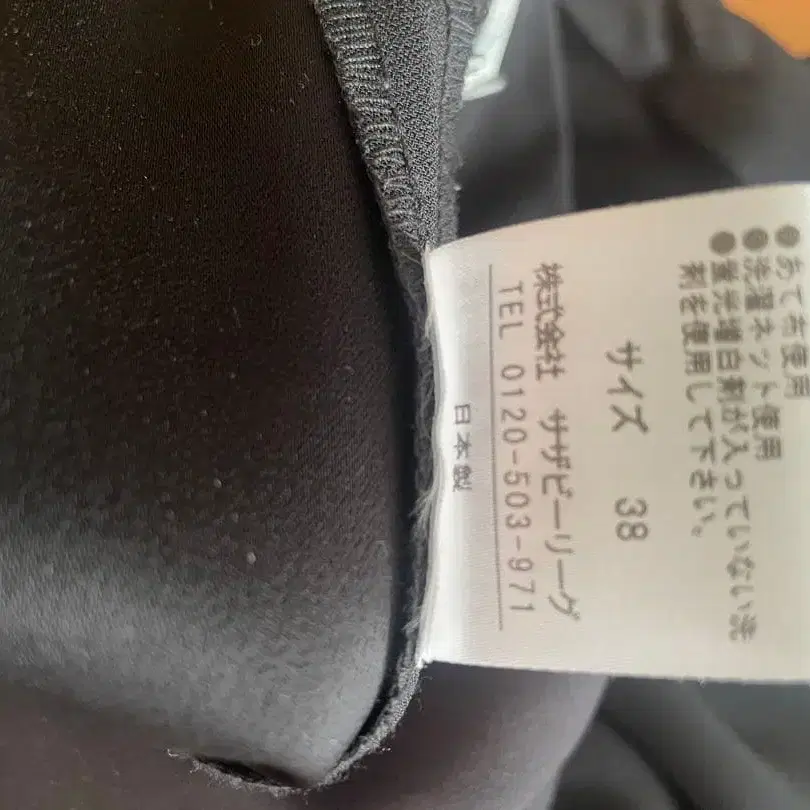 ●あて布使用
●洗濯ネット使用
●蛍光増白剤が入っていない洗
剤を使用して下さい。
サイズ 38
株式会社 サザビーリーグ
TEL 0120-503-971
日本製